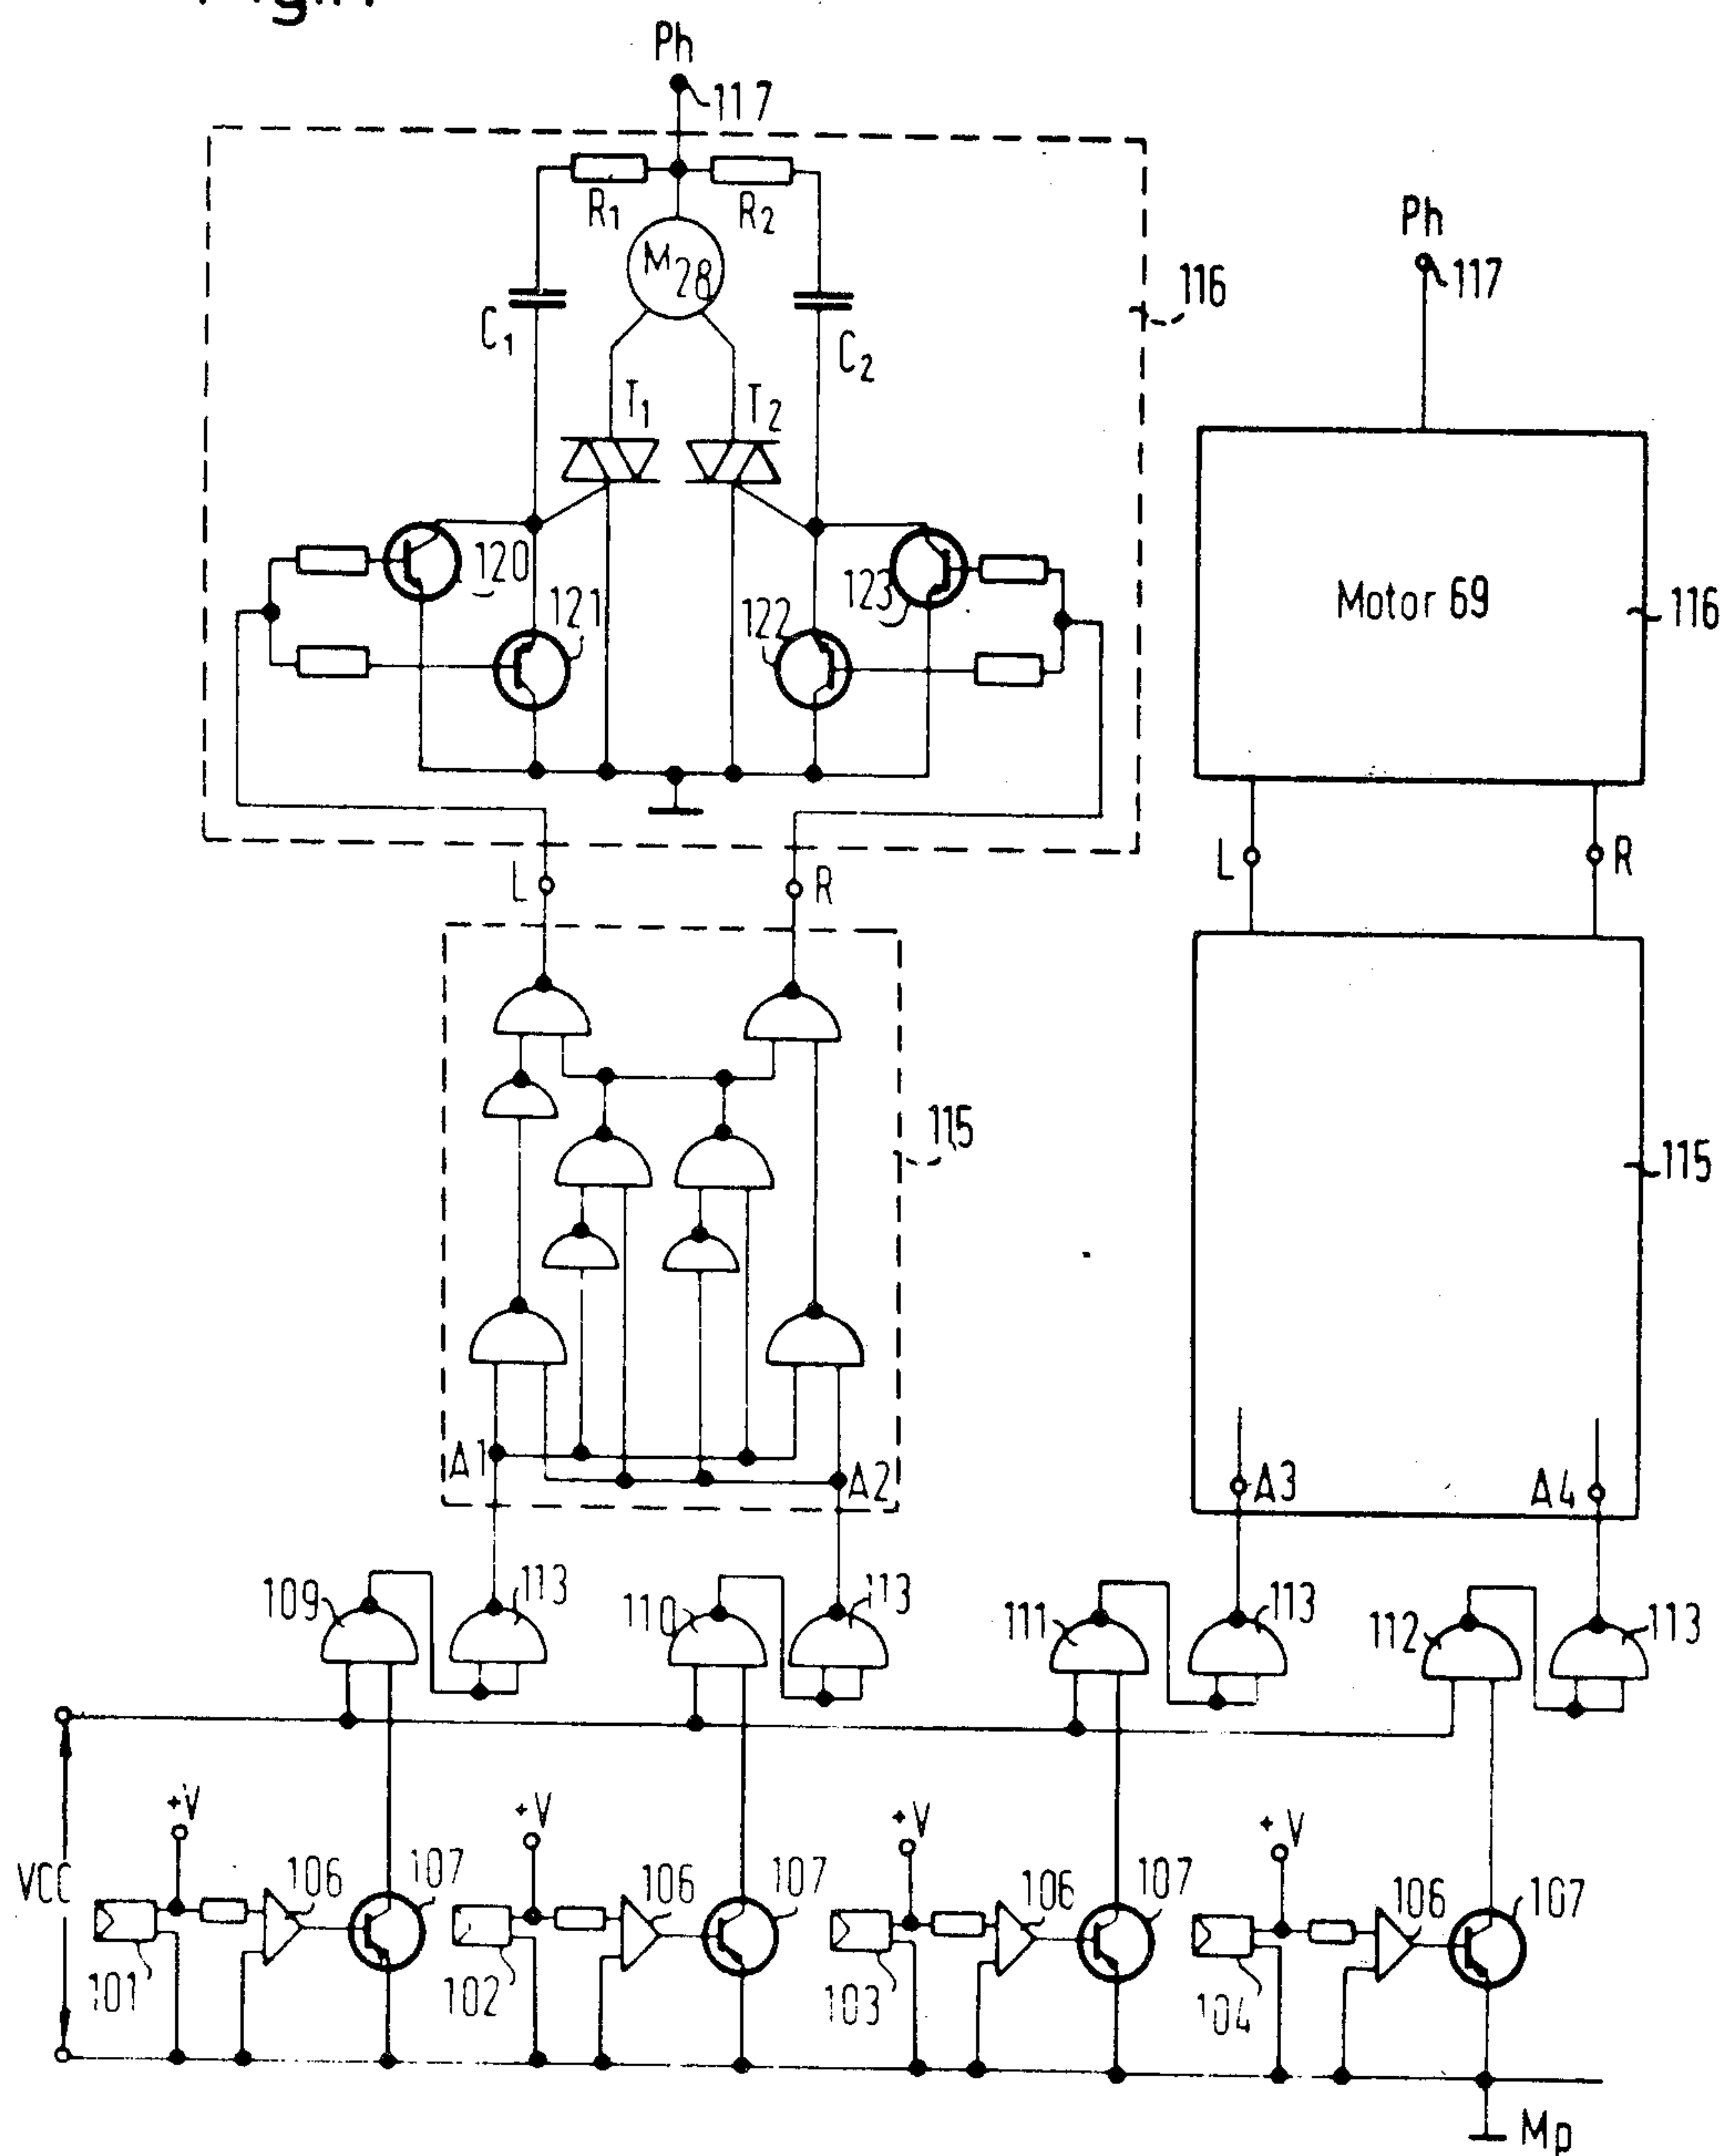 Ph
117
R1
R2
M28
C1
C2
T1
T2
116
120
121
122
123
Ph
117
Motor 69
116
L
R
L
R
115
115
A1
A2
A3
A4
109
113
110
113
111
113
112
113
VCC
+V
106
107
101
+V
106
107
102
+V
106
107
103
+V
106
107
104
Mp